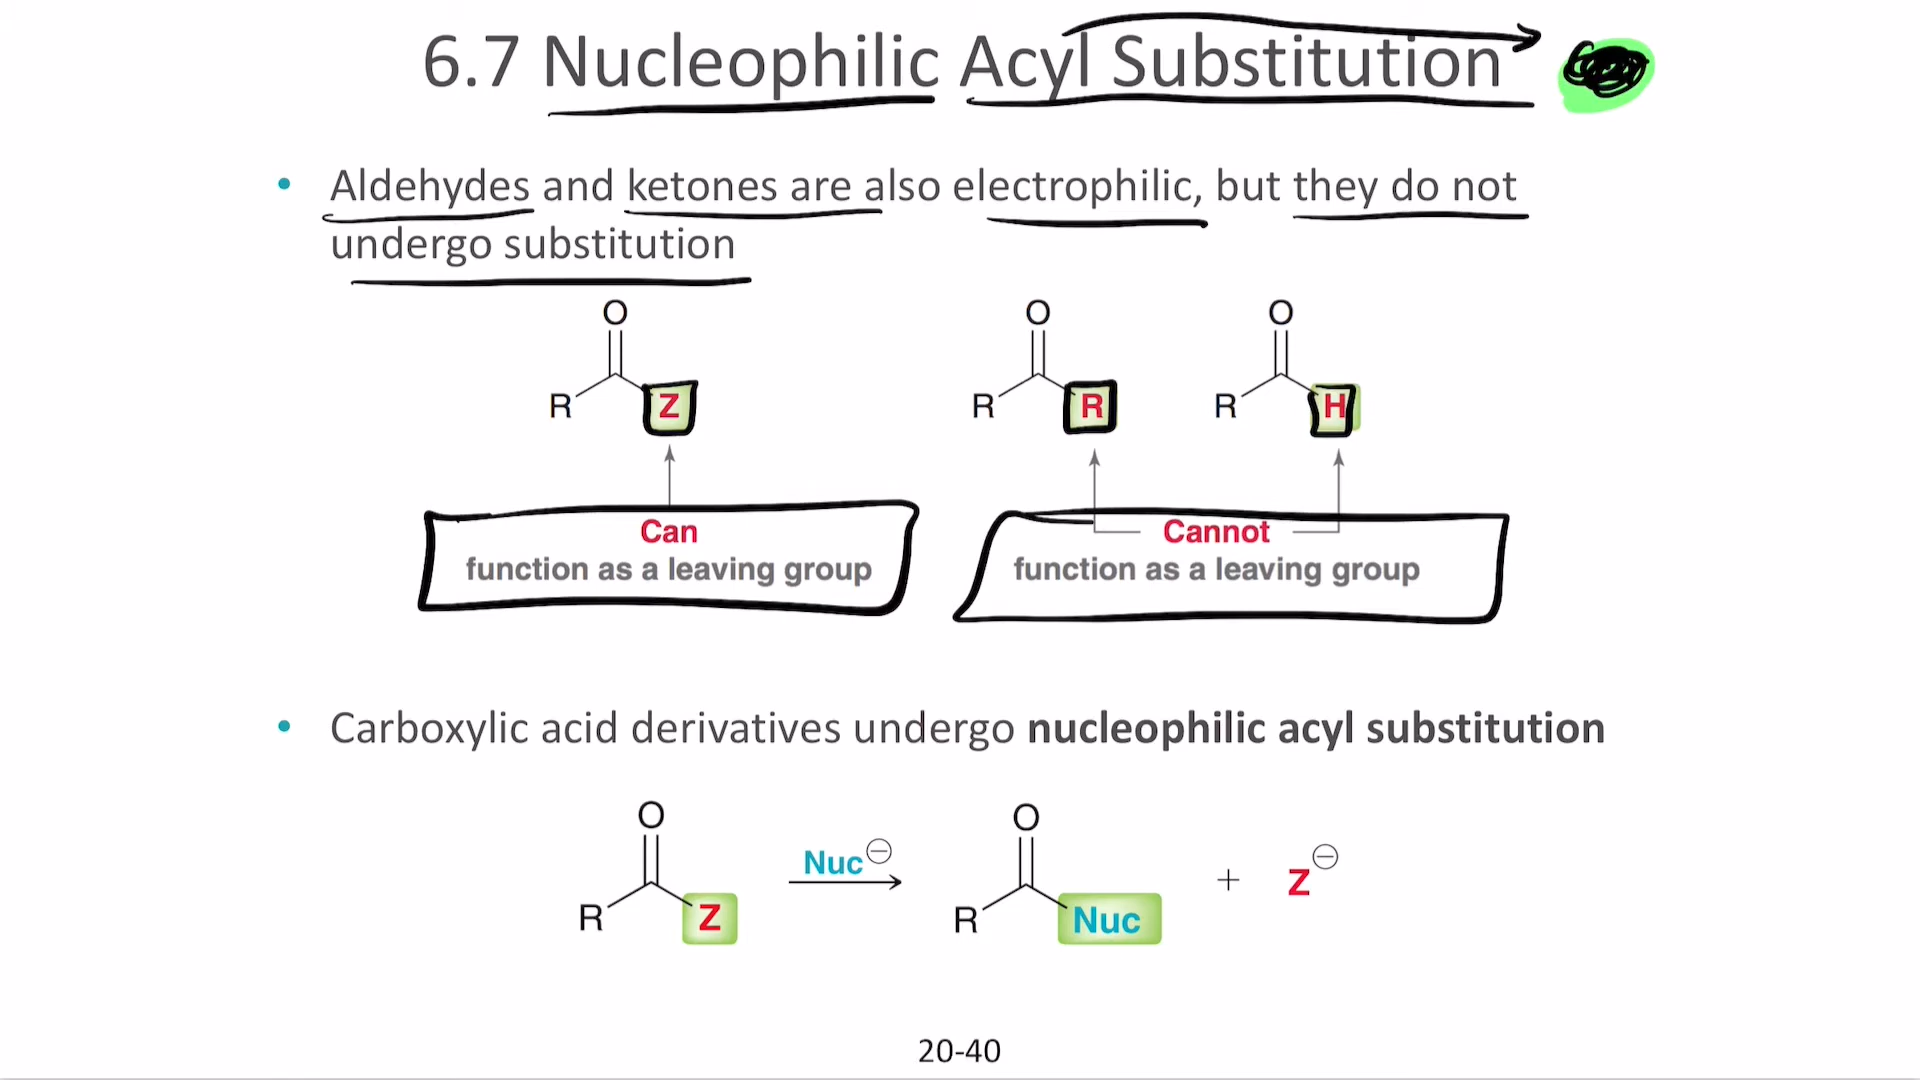 6.7 Nucleophilic Acyl Substitution
• Aldehydes and ketones are also electrophilic, but they do not
undergo substitution
O O O
R Z R R R H
Can Cannot
function as a leaving group function as a leaving group
• Carboxylic acid derivatives undergo nucleophilic acyl substitution
O O
Nuc⊖ + Z⊖
R Z R Nuc
20-40